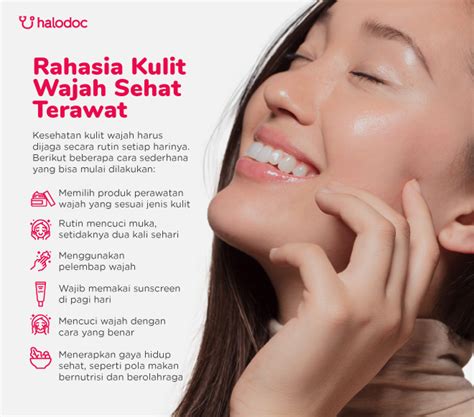 halodoc
Rahasia Kulit
Wajah Sehat
Terawat
Kesehatan kulit wajah harus
dijaga secara rutin setiap harinya.
Berikut beberapa cara sederhana
yang bisa mulai dilakukan:
Memilih produk perawatan
wajah yang sesuai jenis kulit
Rutin mencuci muka,
setidaknya dua kali sehari
Menggunakan
pelembap wajah
Wajib memakai sunscreen
di pagi hari
Mencuci wajah dengan
cara yang benar
Menerapkan gaya hidup
sehat, seperti pola makan
bernutrisi dan berolahraga